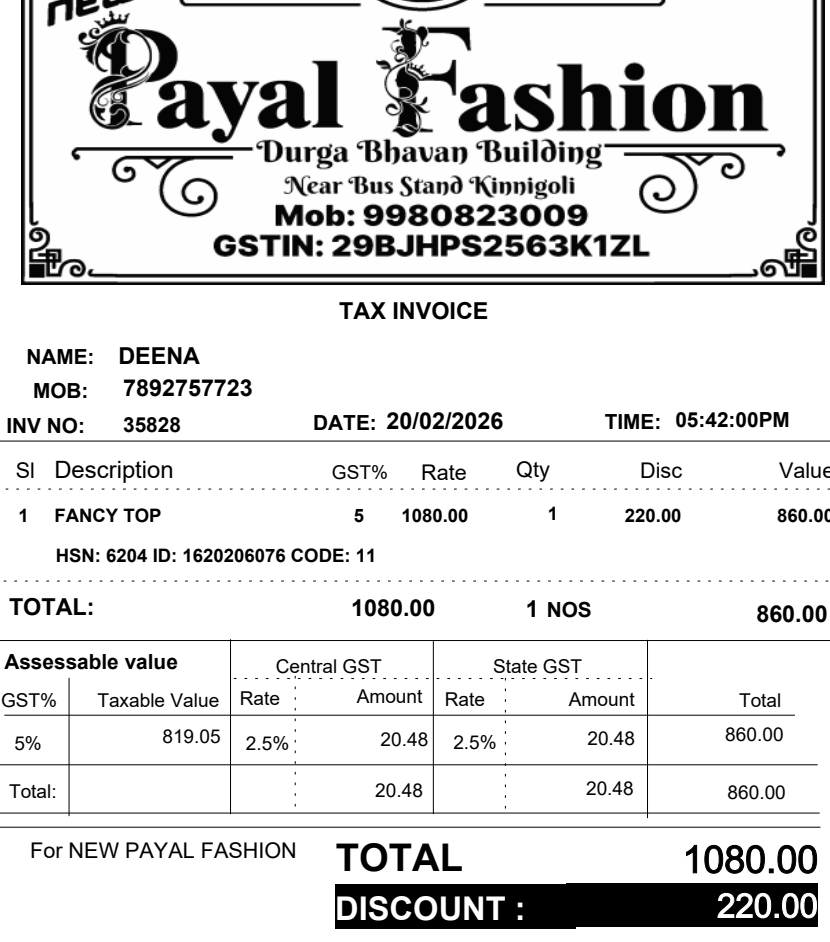 new
Payal Fashion
Durga Bhavan Building
Near Bus Stand Kinnigoli
Mob: 9980823009
GSTIN: 29BJHPS2563K1ZL
TAX INVOICE
NAME: DEENA
MOB: 7892757723
INV NO: 35828 DATE: 20/02/2026 TIME: 05:42:00PM
Sl Description GST% Rate Qty Disc Value
1 FANCY TOP 5 1080.00 1 220.00 860.00
HSN: 6204 ID: 1620206076 CODE: 11
TOTAL: 1080.00 1 NOS 860.00
Assessable value Central GST State GST
GST% Taxable Value Rate Amount Rate Amount Total
5% 819.05 2.5% 20.48 2.5% 20.48 860.00
Total: 20.48 20.48 860.00
For NEW PAYAL FASHION TOTAL 1080.00
DISCOUNT : 220.00